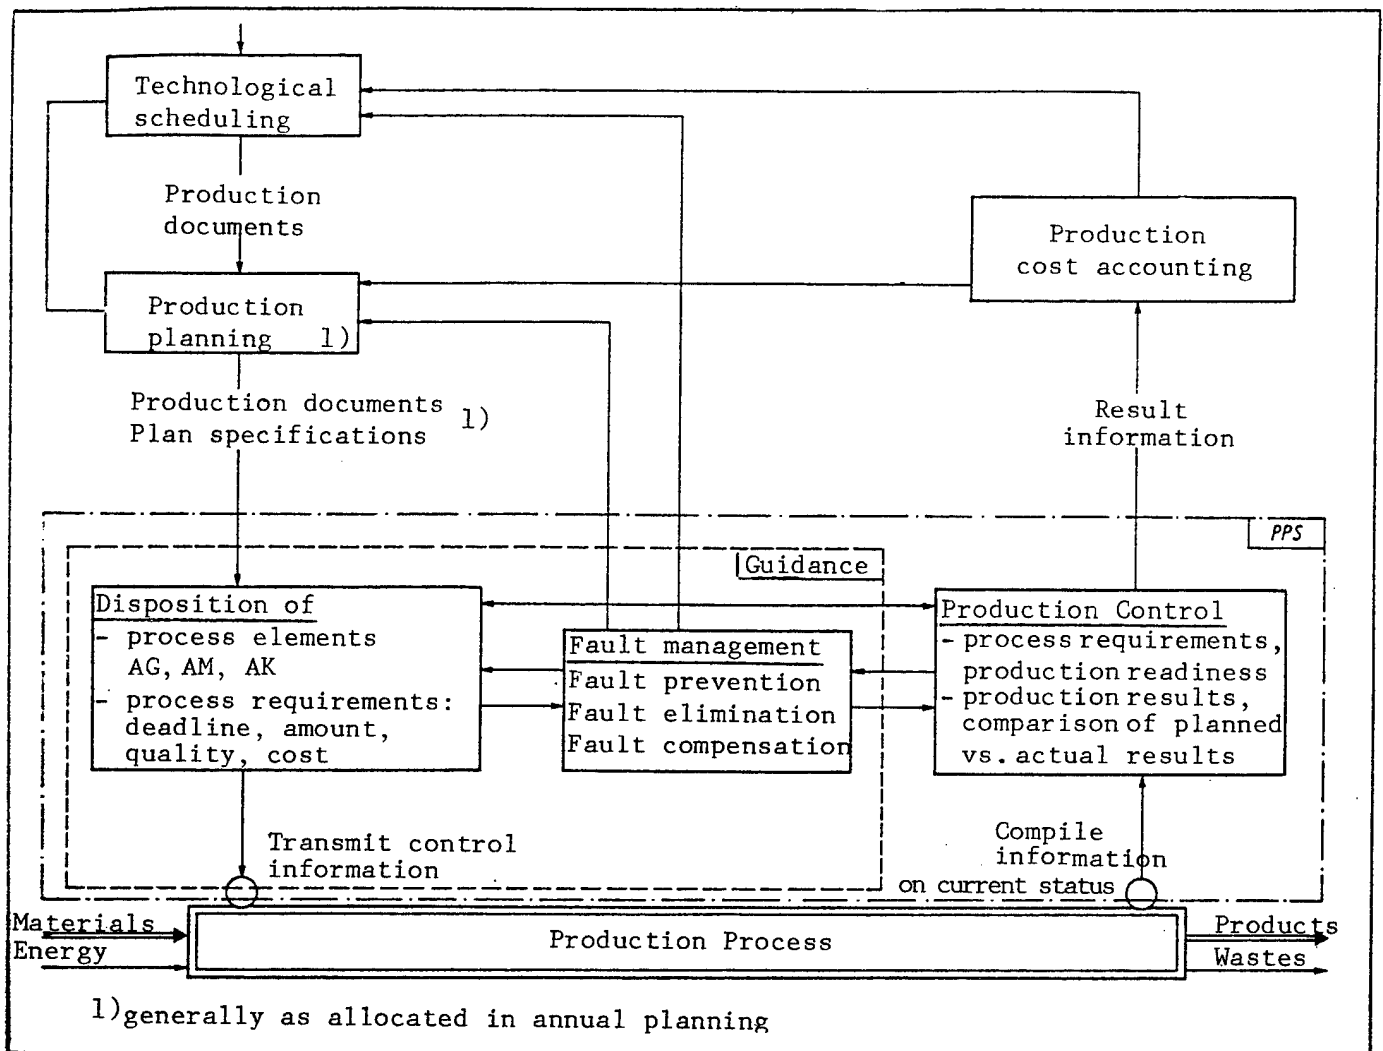 Technological
scheduling
Production
documents
Production
cost accounting
Production
planning 1)
Production documents 1)
Plan specifications
Result
information
PPS
Guidance
Disposition of
- process elements
AG, AM, AK
- process requirements:
deadline, amount,
quality, cost
Fault management
Fault prevention
Fault elimination
Fault compensation
Production Control
- process requirements,
production readiness
- production results,
comparison of planned
vs. actual results
Transmit control
information
Compile
information
on current status
Materials
Energy
Production Process
Products
Wastes
1) generally as allocated in annual planning